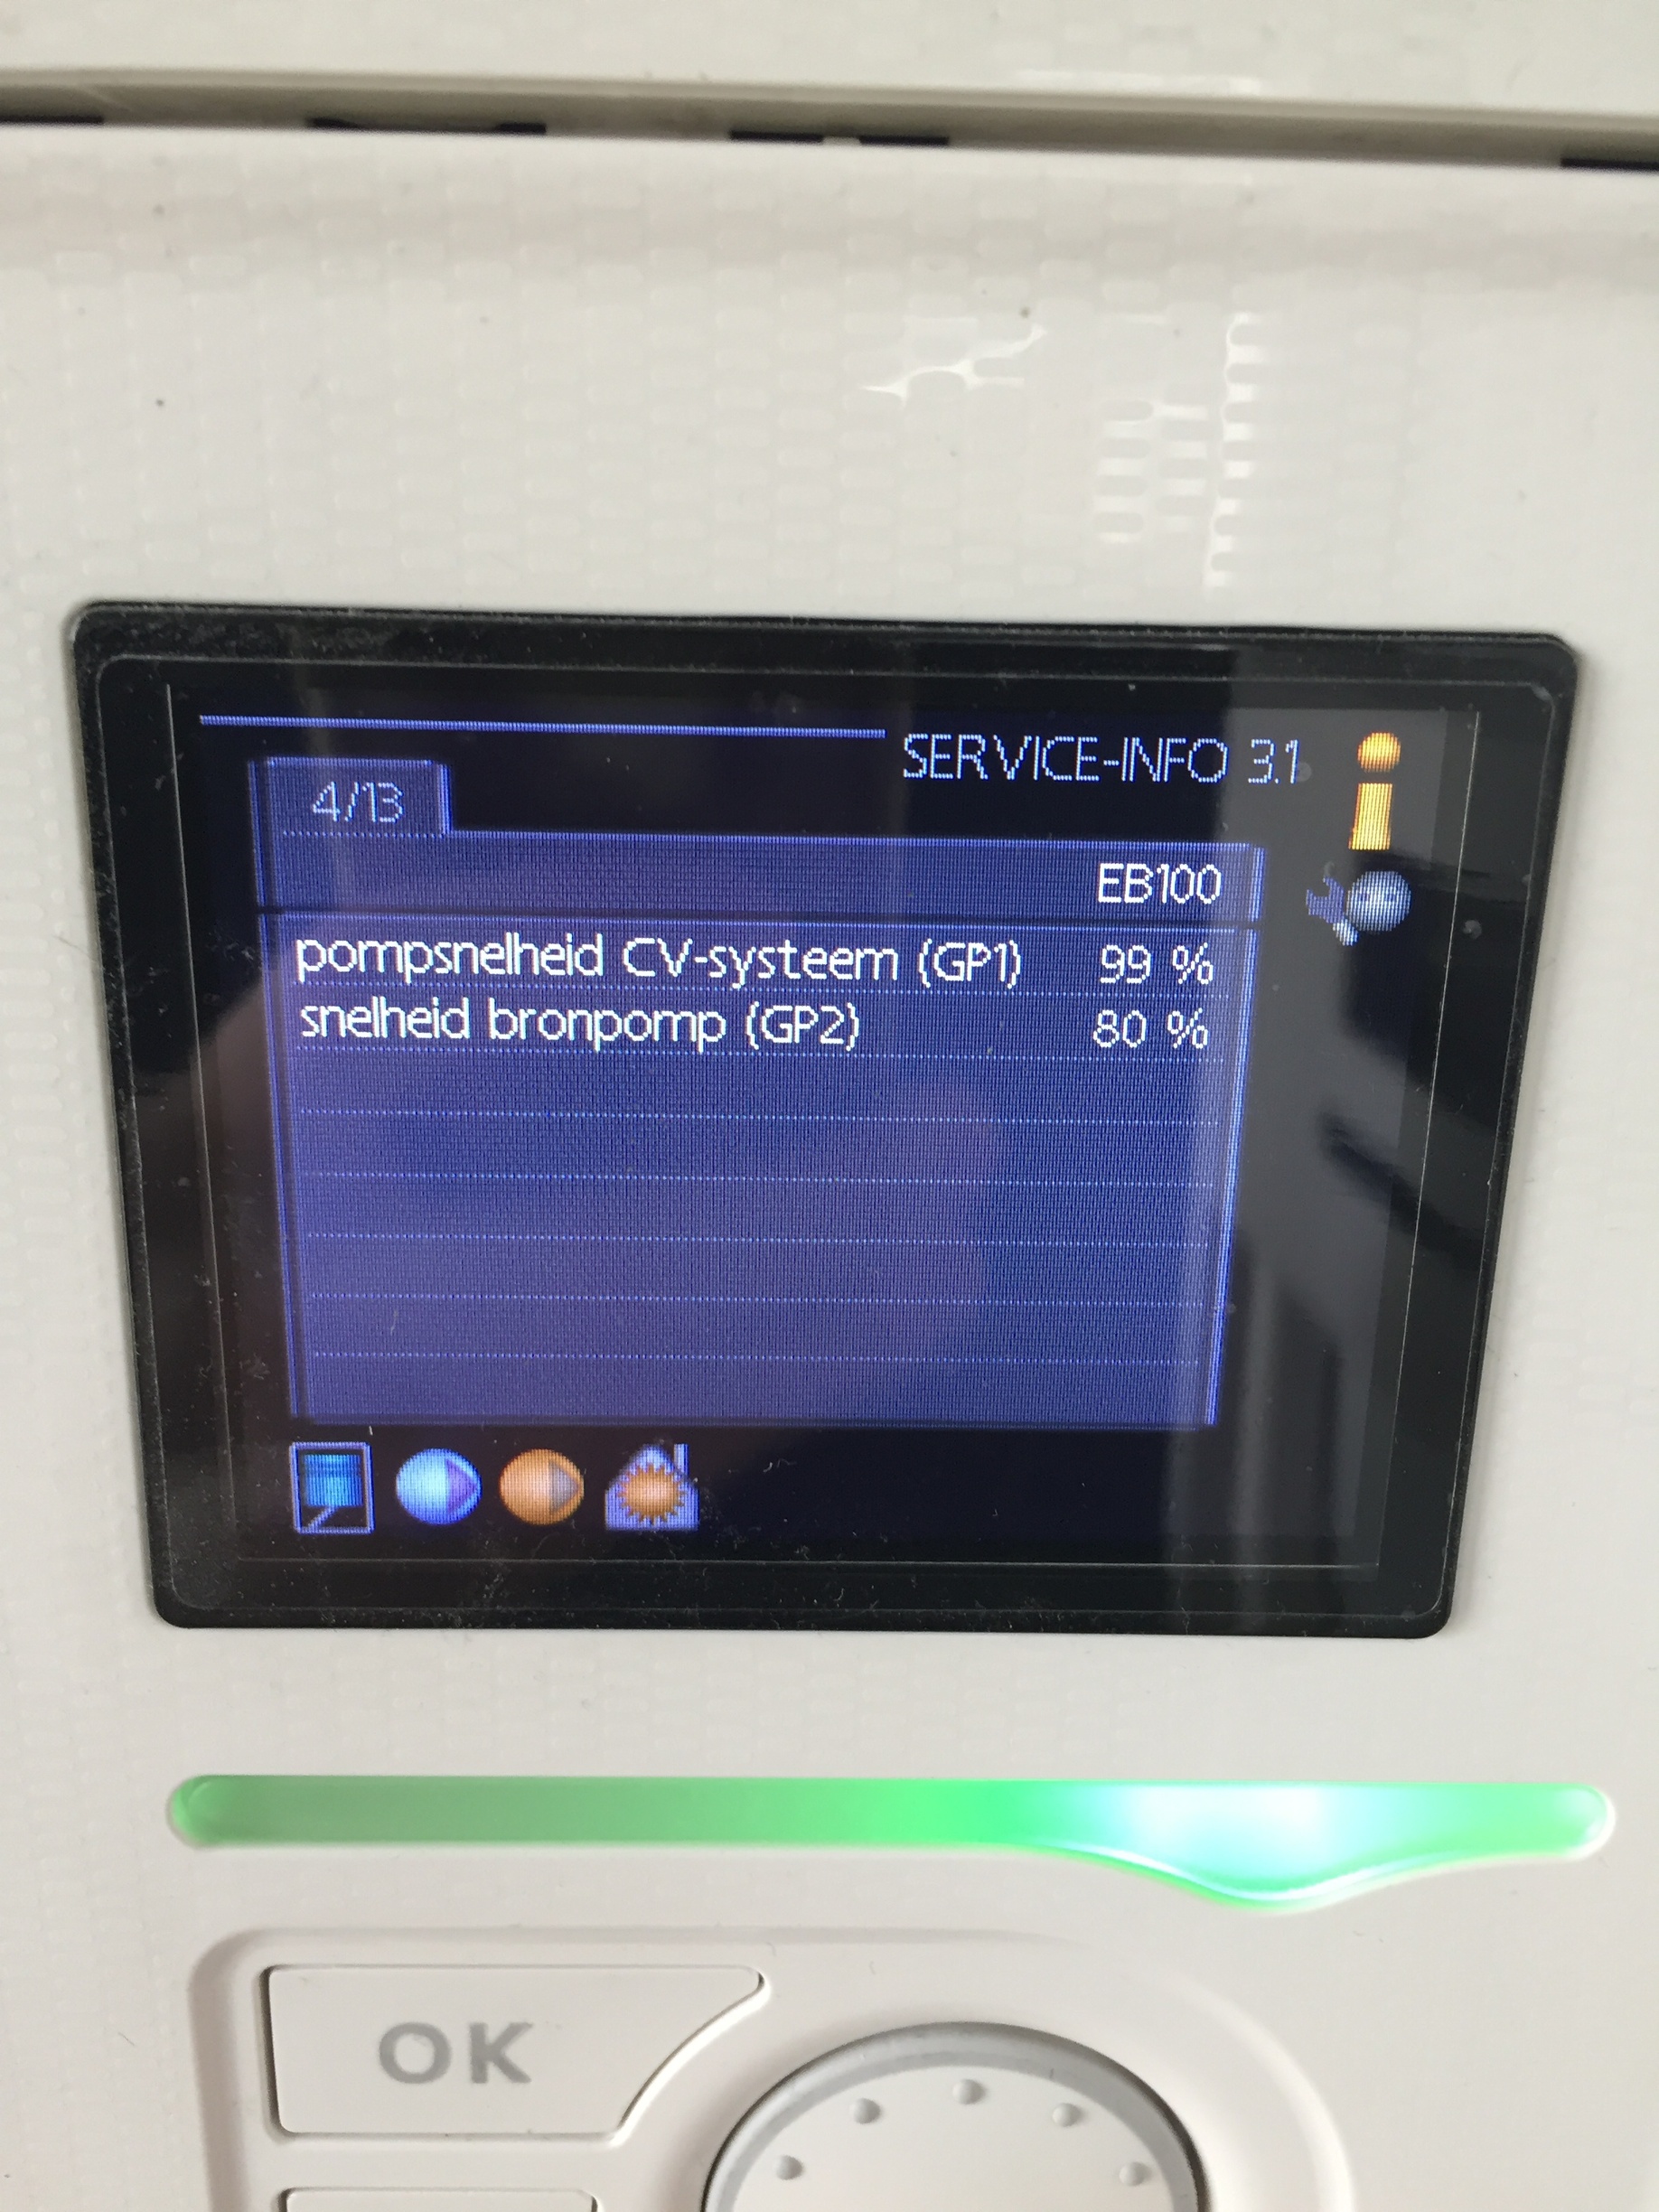 SERVICE-INFO 3.1
4/13
EB100
pompsnelheid CV-systeem (GP1) 99 %
snelheid bronpomp (GP2) 80 %
OK